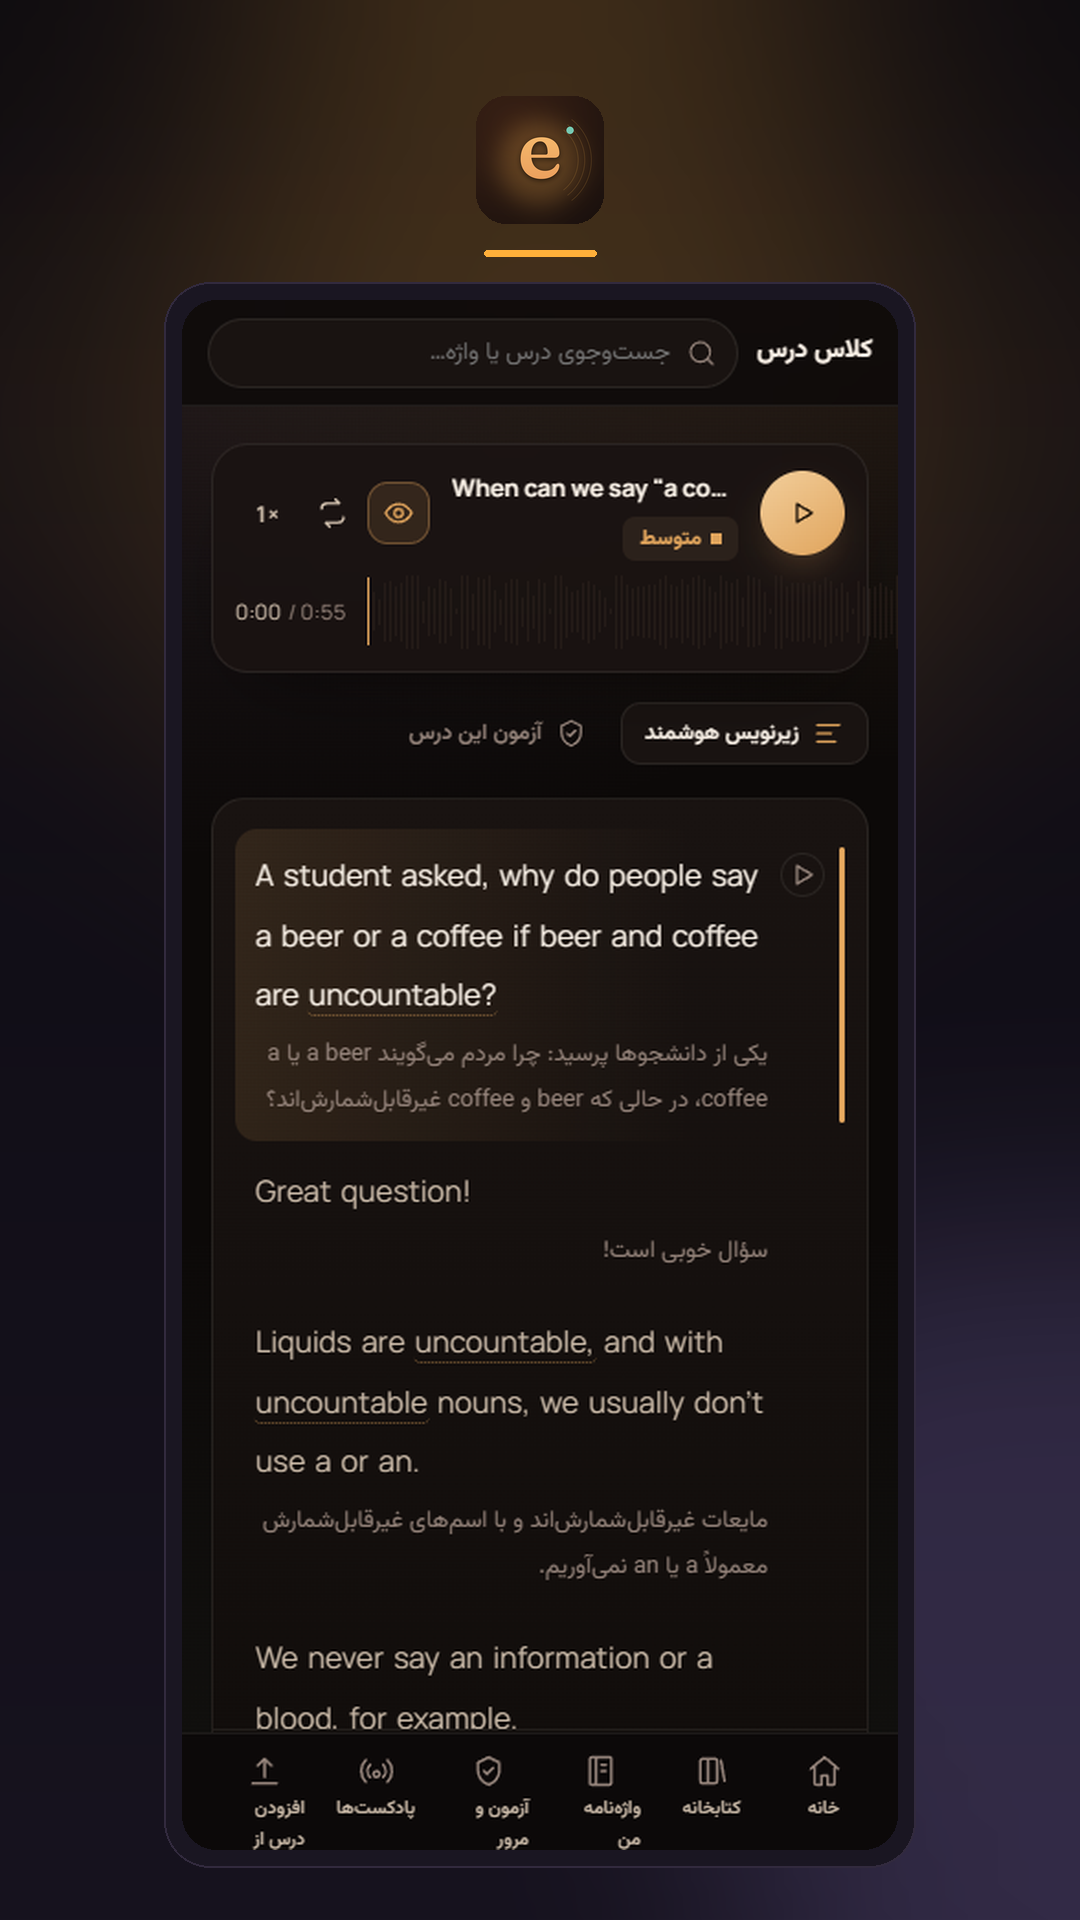 e
کلاس درس
جست‌وجوی درس یا واژه...
When can we say “a co...
متوسط
1×
0:00 / 0:55
زیرنویس هوشمند
آزمون این درس
A student asked, why do people say
a beer or a coffee if beer and coffee
are uncountable?
یکی از دانشجوها پرسید: چرا مردم می‌گویند a beer یا a
coffee، در حالی که beer و coffee غیرقابل‌شمارش‌اند؟
Great question!
سؤال خوبی است!
Liquids are uncountable, and with
uncountable nouns, we usually don't
use a or an.
مایعات غیرقابل‌شمارش‌اند و با اسم‌های غیرقابل‌شمارش
معمولاً a یا an نمی‌آوریم.
We never say an information or a
blood, for example.
خانه
کتابخانه
واژه‌نامه
من
آزمون و
مرور
پادکست‌ها
افزودن
درس از